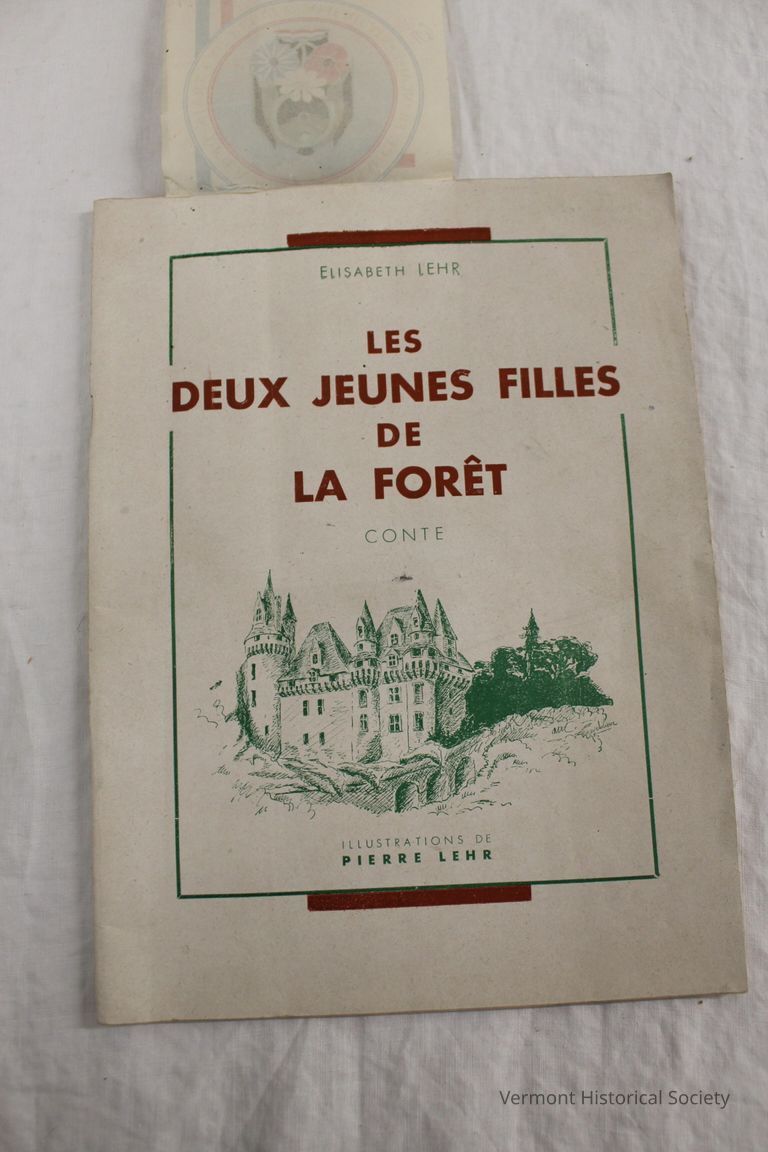 ELISABETH LEHR
LES
DEUX JEUNES FILLES
DE
LA FORÊT
CONTE
ILLUSTRATIONS DE
PIERRE LEHR
Vermont Historical Society